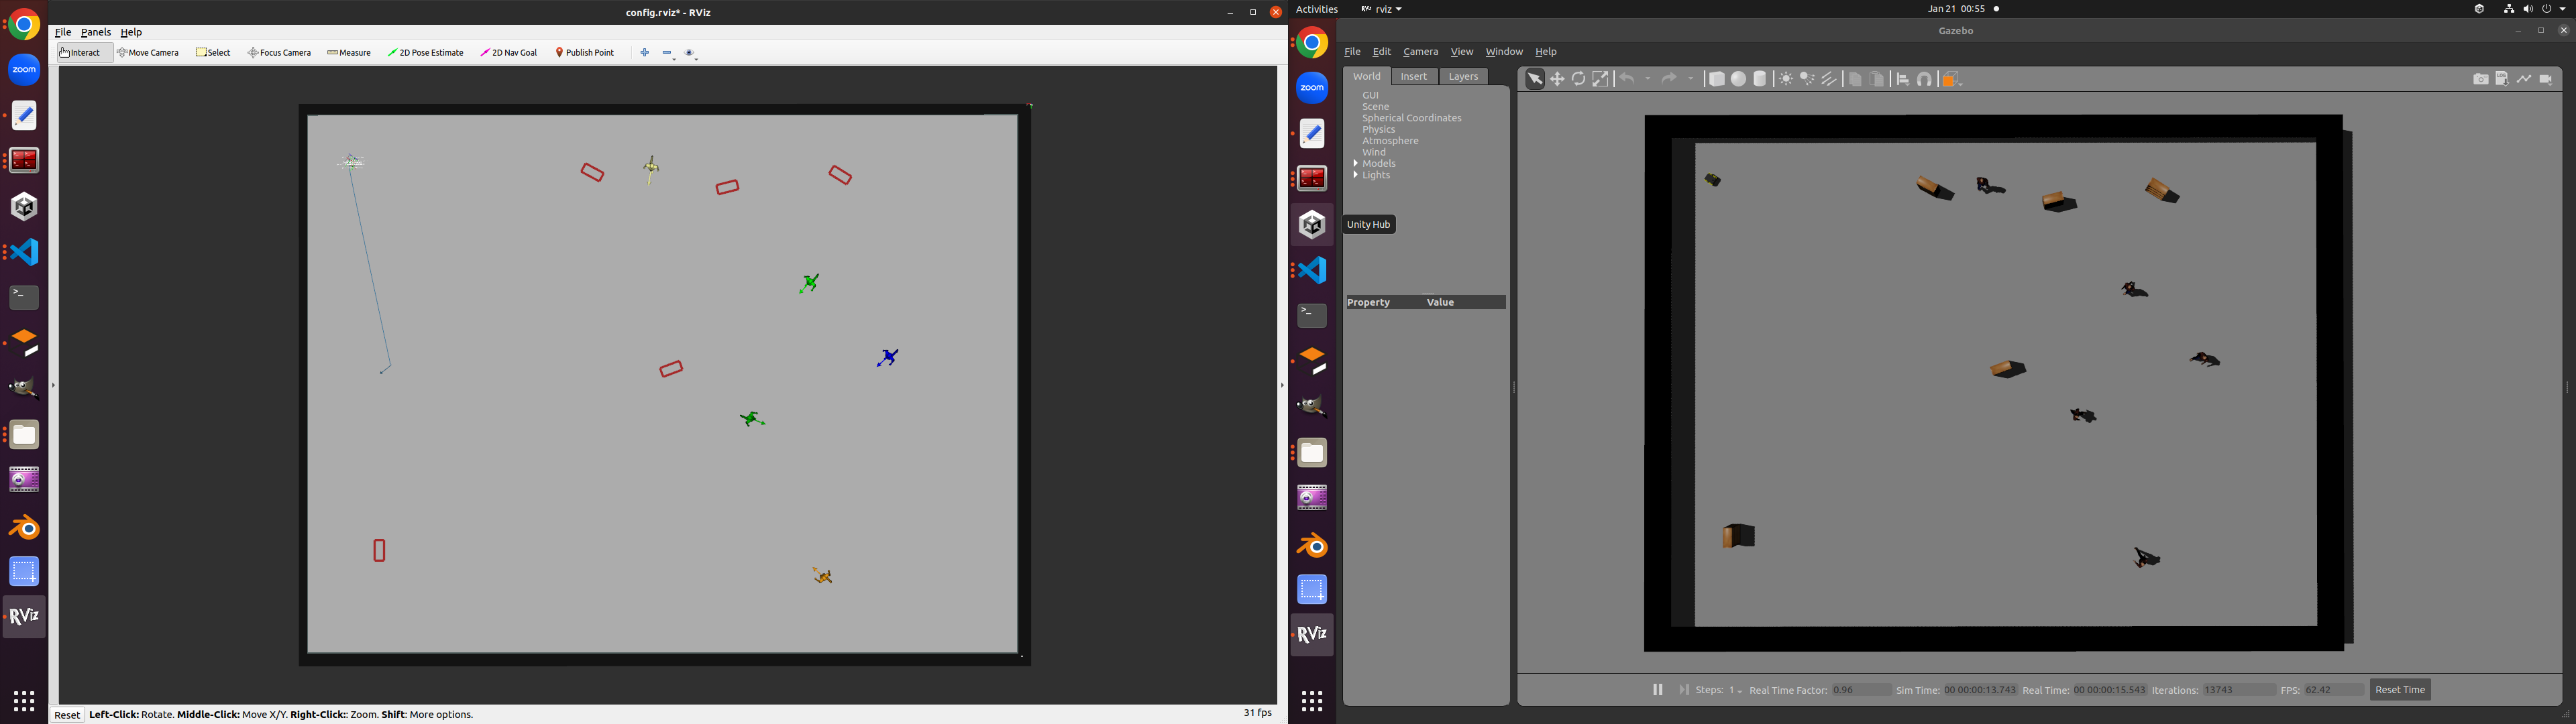 config.rviz* - RViz
File Panels Help
Interact Move Camera Select Focus Camera Measure 2D Pose Estimate 2D Nav Goal Publish Point
zoom
>_
RViz
Reset Left-Click: Rotate. Middle-Click: Move X/Y. Right-Click:: Zoom. Shift: More options. 31 fps
Activities RViz rviz Jan 21 00:55
Gazebo
File Edit Camera View Window Help
zoom
World Insert Layers
GUI
Scene
Spherical Coordinates
Physics
Atmosphere
Wind
Models
Lights
Unity Hub
Property Value
>_
RViz
Steps: 1 Real Time Factor: 0.96 Sim Time: 00 00:00:13.743 Real Time: 00 00:00:15.543 Iterations: 13743 FPS: 62.42 Reset Time